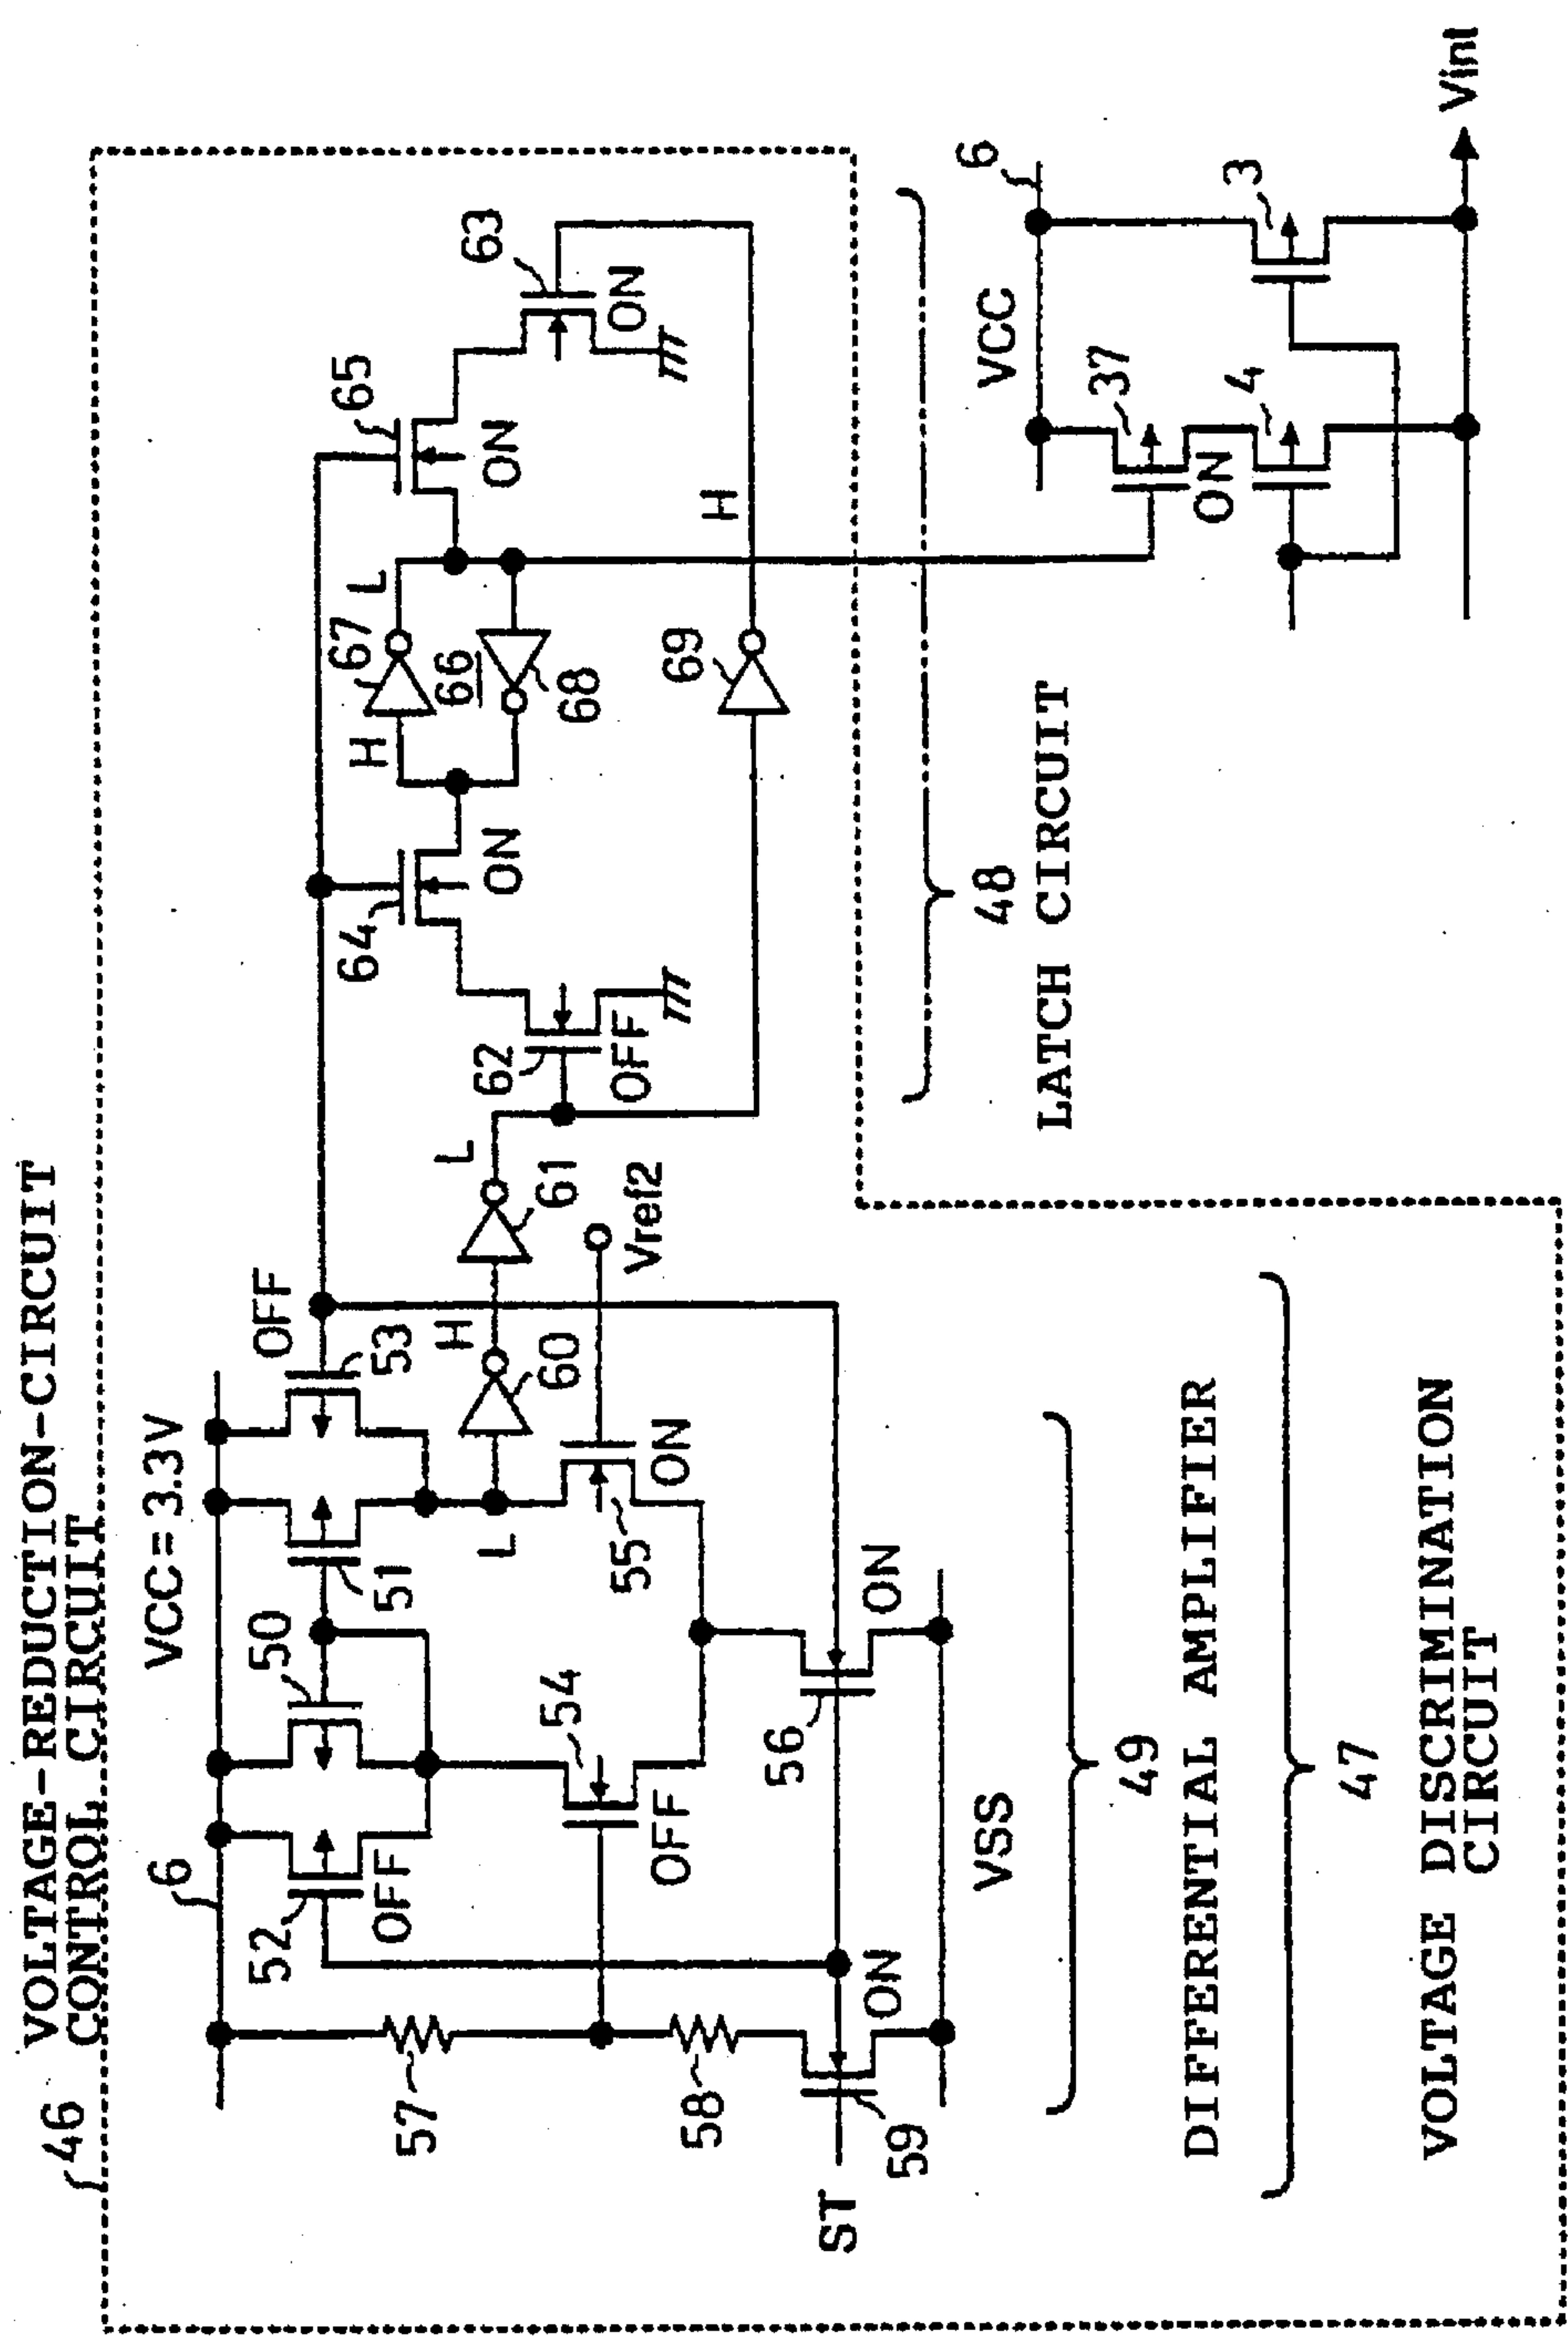 46 VOLTAGE-REDUCTION-CIRCUIT
CONTROL CIRCUIT
6
VCC=3.3V
52
OFF
50
51
53
OFF
57
58
54
OFF
L
55
ON
H
60
61
L
Vref2
ST
59
ON
56
ON
VSS
49
DIFFERENTIAL AMPLIFIER
47
VOLTAGE DISCRIMINATION
CIRCUIT
62
OFF
64
ON
H
67
L
66
68
65
ON
63
ON
69
H
48
LATCH CIRCUIT
VCC
6
37
ON
4
3
Vint